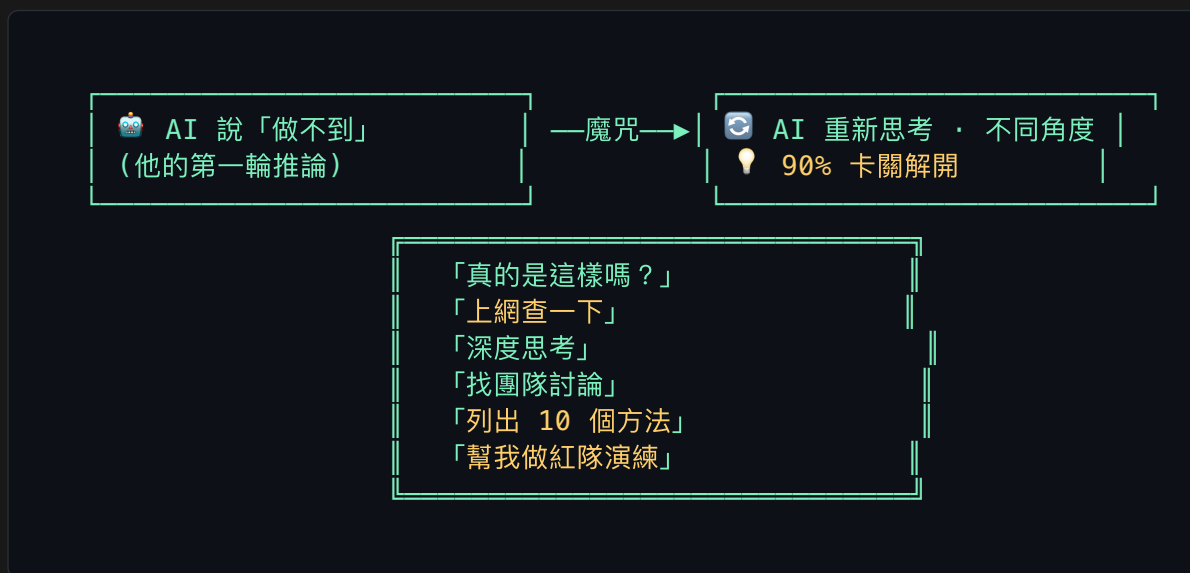 AI 說「做不到」 ──魔咒──▶ AI 重新思考 · 不同角度
(他的第一輪推論) 90% 卡關解開
「真的是這樣嗎？」
「上網查一下」
「深度思考」
「找團隊討論」
「列出 10 個方法」
「幫我做紅隊演練」